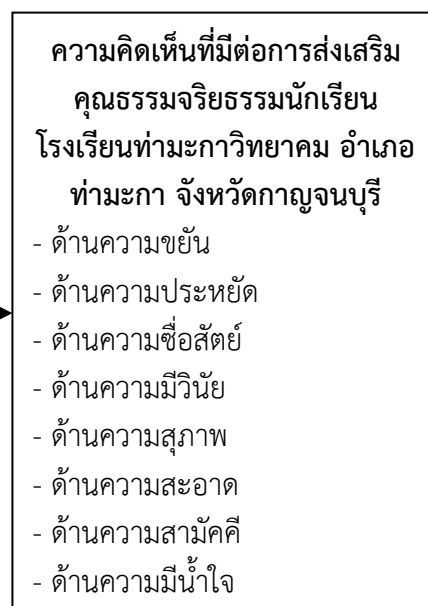 ความคิดเห็นที่มีต่อการส่งเสริม
คุณธรรมจริยธรรมนักเรียน
โรงเรียนท่ามะกาวิทยาคม อำเภอ
ท่ามะกา จังหวัดกาญจนบุรี
- ด้านความขยัน
- ด้านความประหยัด
- ด้านความซื่อสัตย์
- ด้านความมีวินัย
- ด้านความสุภาพ
- ด้านความสะอาด
- ด้านความสามัคคี
- ด้านความมีน้ำใจ